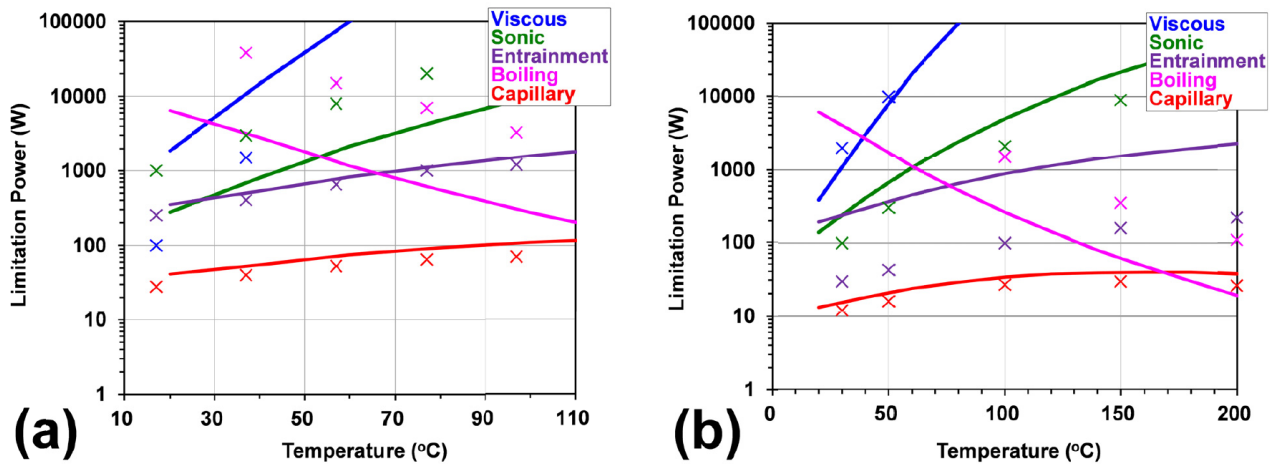 100000
10000
1000
100
10
1
Limitation Power (W)
10 30 50 70 90 110
Temperature (°C)
Viscous
Sonic
Entrainment
Boiling
Capillary
(a)
100000
10000
1000
100
10
1
Limitation Power (W)
0 50 100 150 200
Temperature (°C)
Viscous
Sonic
Entrainment
Boiling
Capillary
(b)